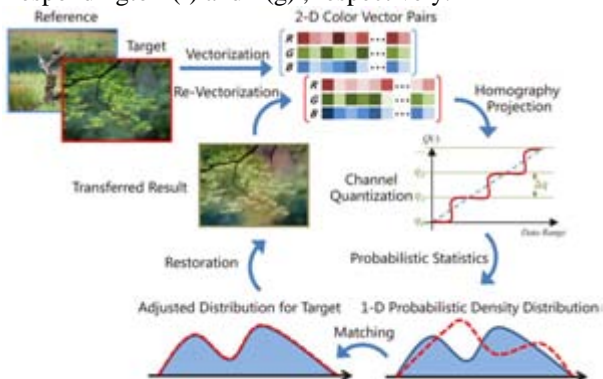 Reference
2-D Color Vector Pairs
Target
Vectorization
Re-Vectorization
R
G
B
R
G
B
Homography
Projection
Transferred Result
Channel
Quantization
Data Range
Restoration
Probabilistic Statistics
Adjusted Distribution for Target
1-D Probabilistic Density Distribution
Matching